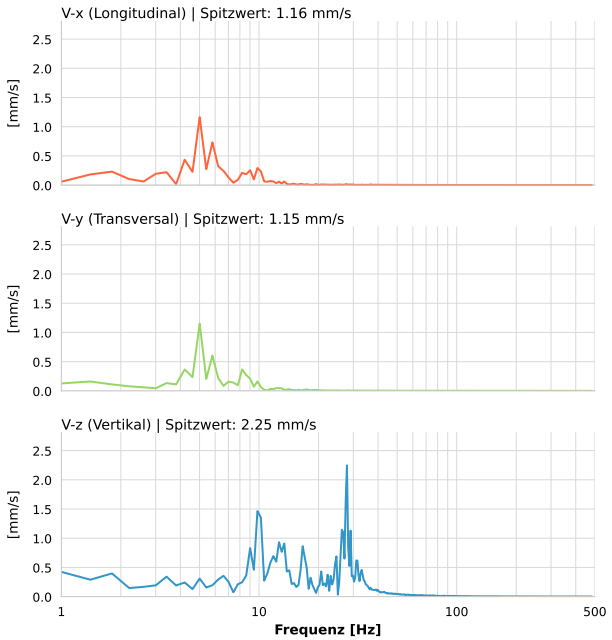 V-x (Longitudinal) | Spitzwert: 1.16 mm/s
2.5
2.0
1.5
1.0
0.5
0.0
[mm/s]
V-y (Transversal) | Spitzwert: 1.15 mm/s
2.5
2.0
1.5
1.0
0.5
0.0
[mm/s]
V-z (Vertikal) | Spitzwert: 2.25 mm/s
2.5
2.0
1.5
1.0
0.5
0.0
[mm/s]
1 10 100 500
Frequenz [Hz]